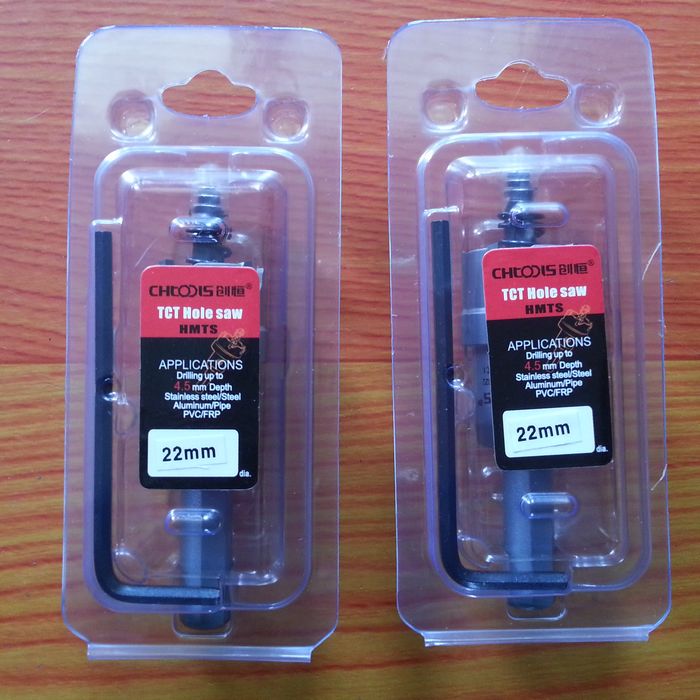 CHtools 创恒®
TCT Hole saw
HMTS
APPLICATIONS
Drilling up to
4.5 mm Depth
Stainless steel/Steel
Aluminum/Pipe
PVC/FRP
22mm
dia.
CHtools 创恒®
TCT Hole saw
HMTS
APPLICATIONS
Drilling up to
4.5 mm Depth
Stainless steel/Steel
Aluminum/Pipe
PVC/FRP
22mm
dia.